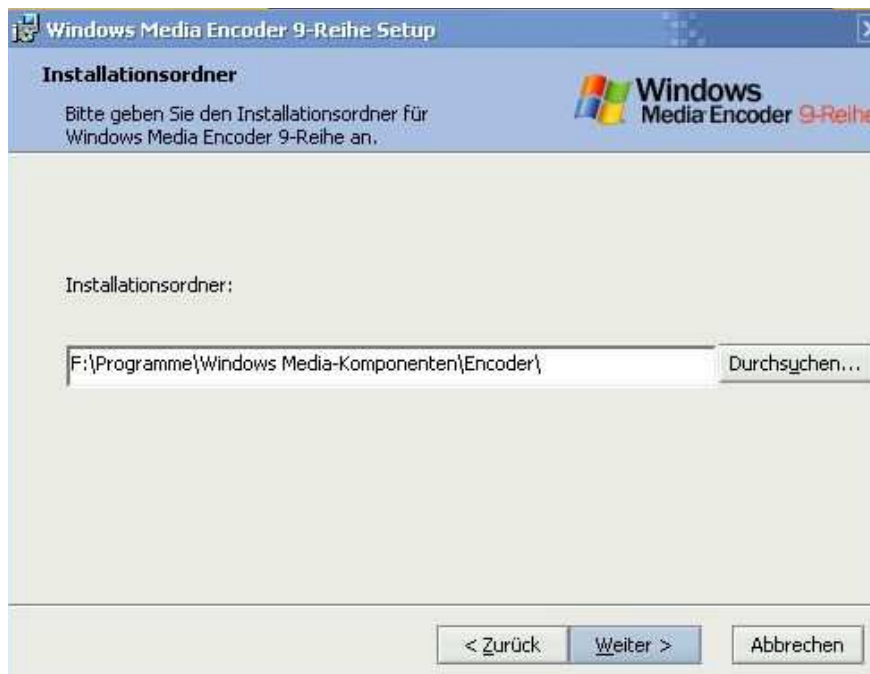 Windows Media Encoder 9-Reihe Setup
Installationsordner
Bitte geben Sie den Installationsordner für
Windows Media Encoder 9-Reihe an.
Windows
Media Encoder 9-Reihe
Installationsordner:
F:\Programme\Windows Media-Komponenten\Encoder\
Durchsuchen...
< Zurück
Weiter >
Abbrechen